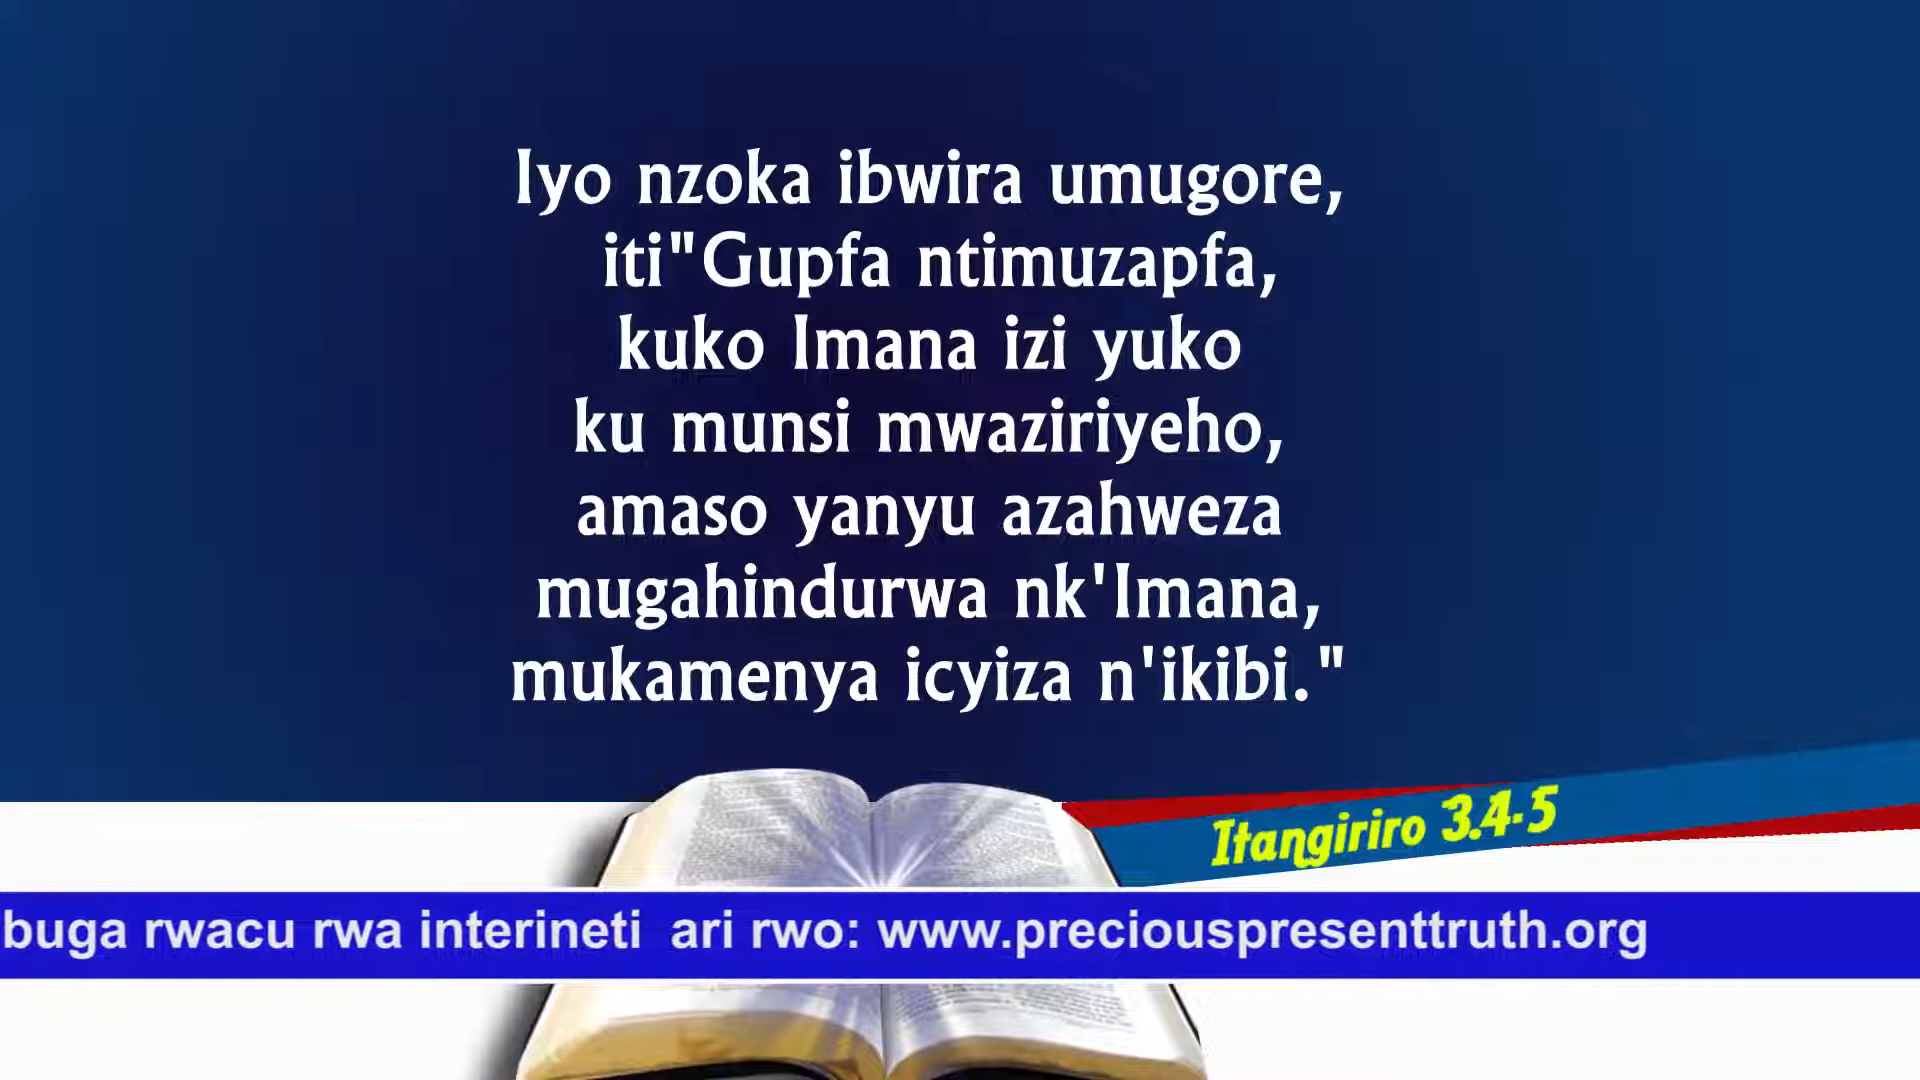 Iyo nzoka ibwira umugore,
iti"Gupfa ntimuzapfa,
kuko Imana izi yuko
ku munsi mwaziriyeho,
amaso yanyu azahweza
mugahindurwa nk'Imana,
mukamenya icyiza n'ikibi."
Itangiriro 3.4-5
buga rwacu rwa interineti ari rwo: www.preciouspresenttruth.org